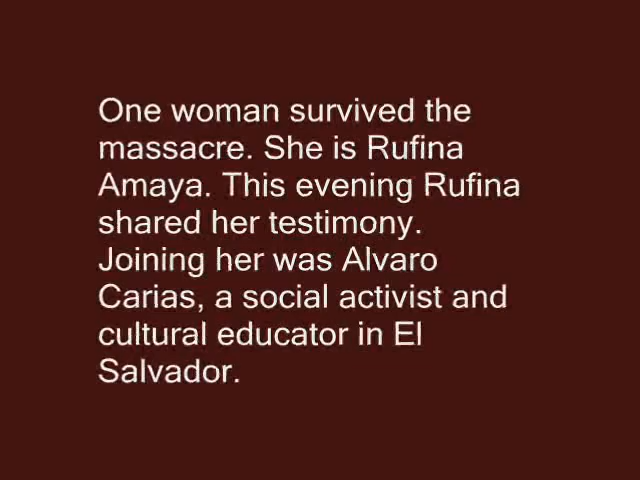 One woman survived the
massacre. She is Rufina
Amaya. This evening Rufina
shared her testimony.
Joining her was Alvaro
Carias, a social activist and
cultural educator in El
Salvador.